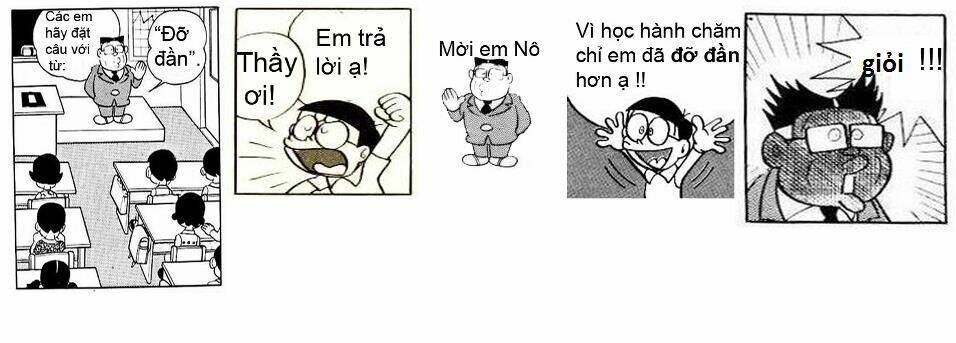 Các em
hãy đặt
câu với
từ:
“Đỡ
đần”.
Thầy
ơi!
Em trả
lời ạ!
Mời em Nô
Vì học hành chăm
chỉ em đã đỡ đần
hơn ạ !!
giỏi !!!